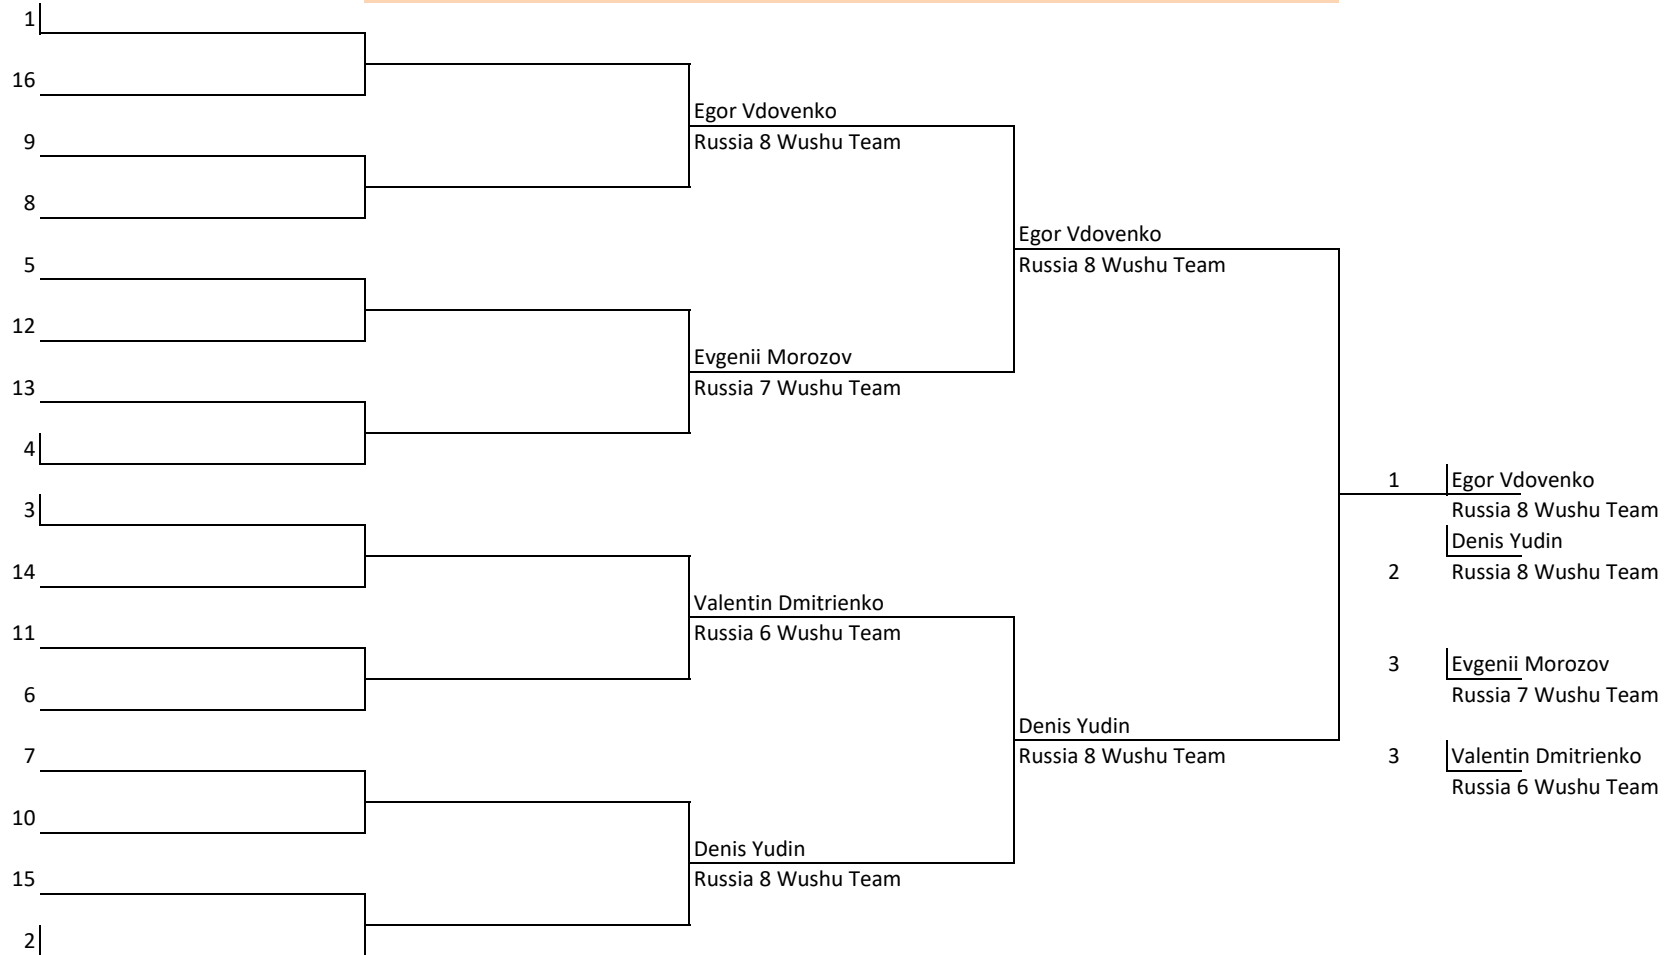 1
16
Egor Vdovenko
9
Russia 8 Wushu Team
8
Egor Vdovenko
5
Russia 8 Wushu Team
12
Evgenii Morozov
13
Russia 7 Wushu Team
4
1
Egor Vdovenko
3
Russia 8 Wushu Team
Denis Yudin
14
2
Russia 8 Wushu Team
Valentin Dmitrienko
11
Russia 6 Wushu Team
3
Evgenii Morozov
6
Russia 7 Wushu Team
Denis Yudin
7
Russia 8 Wushu Team
3
Valentin Dmitrienko
Russia 6 Wushu Team
10
Denis Yudin
15
Russia 8 Wushu Team
2